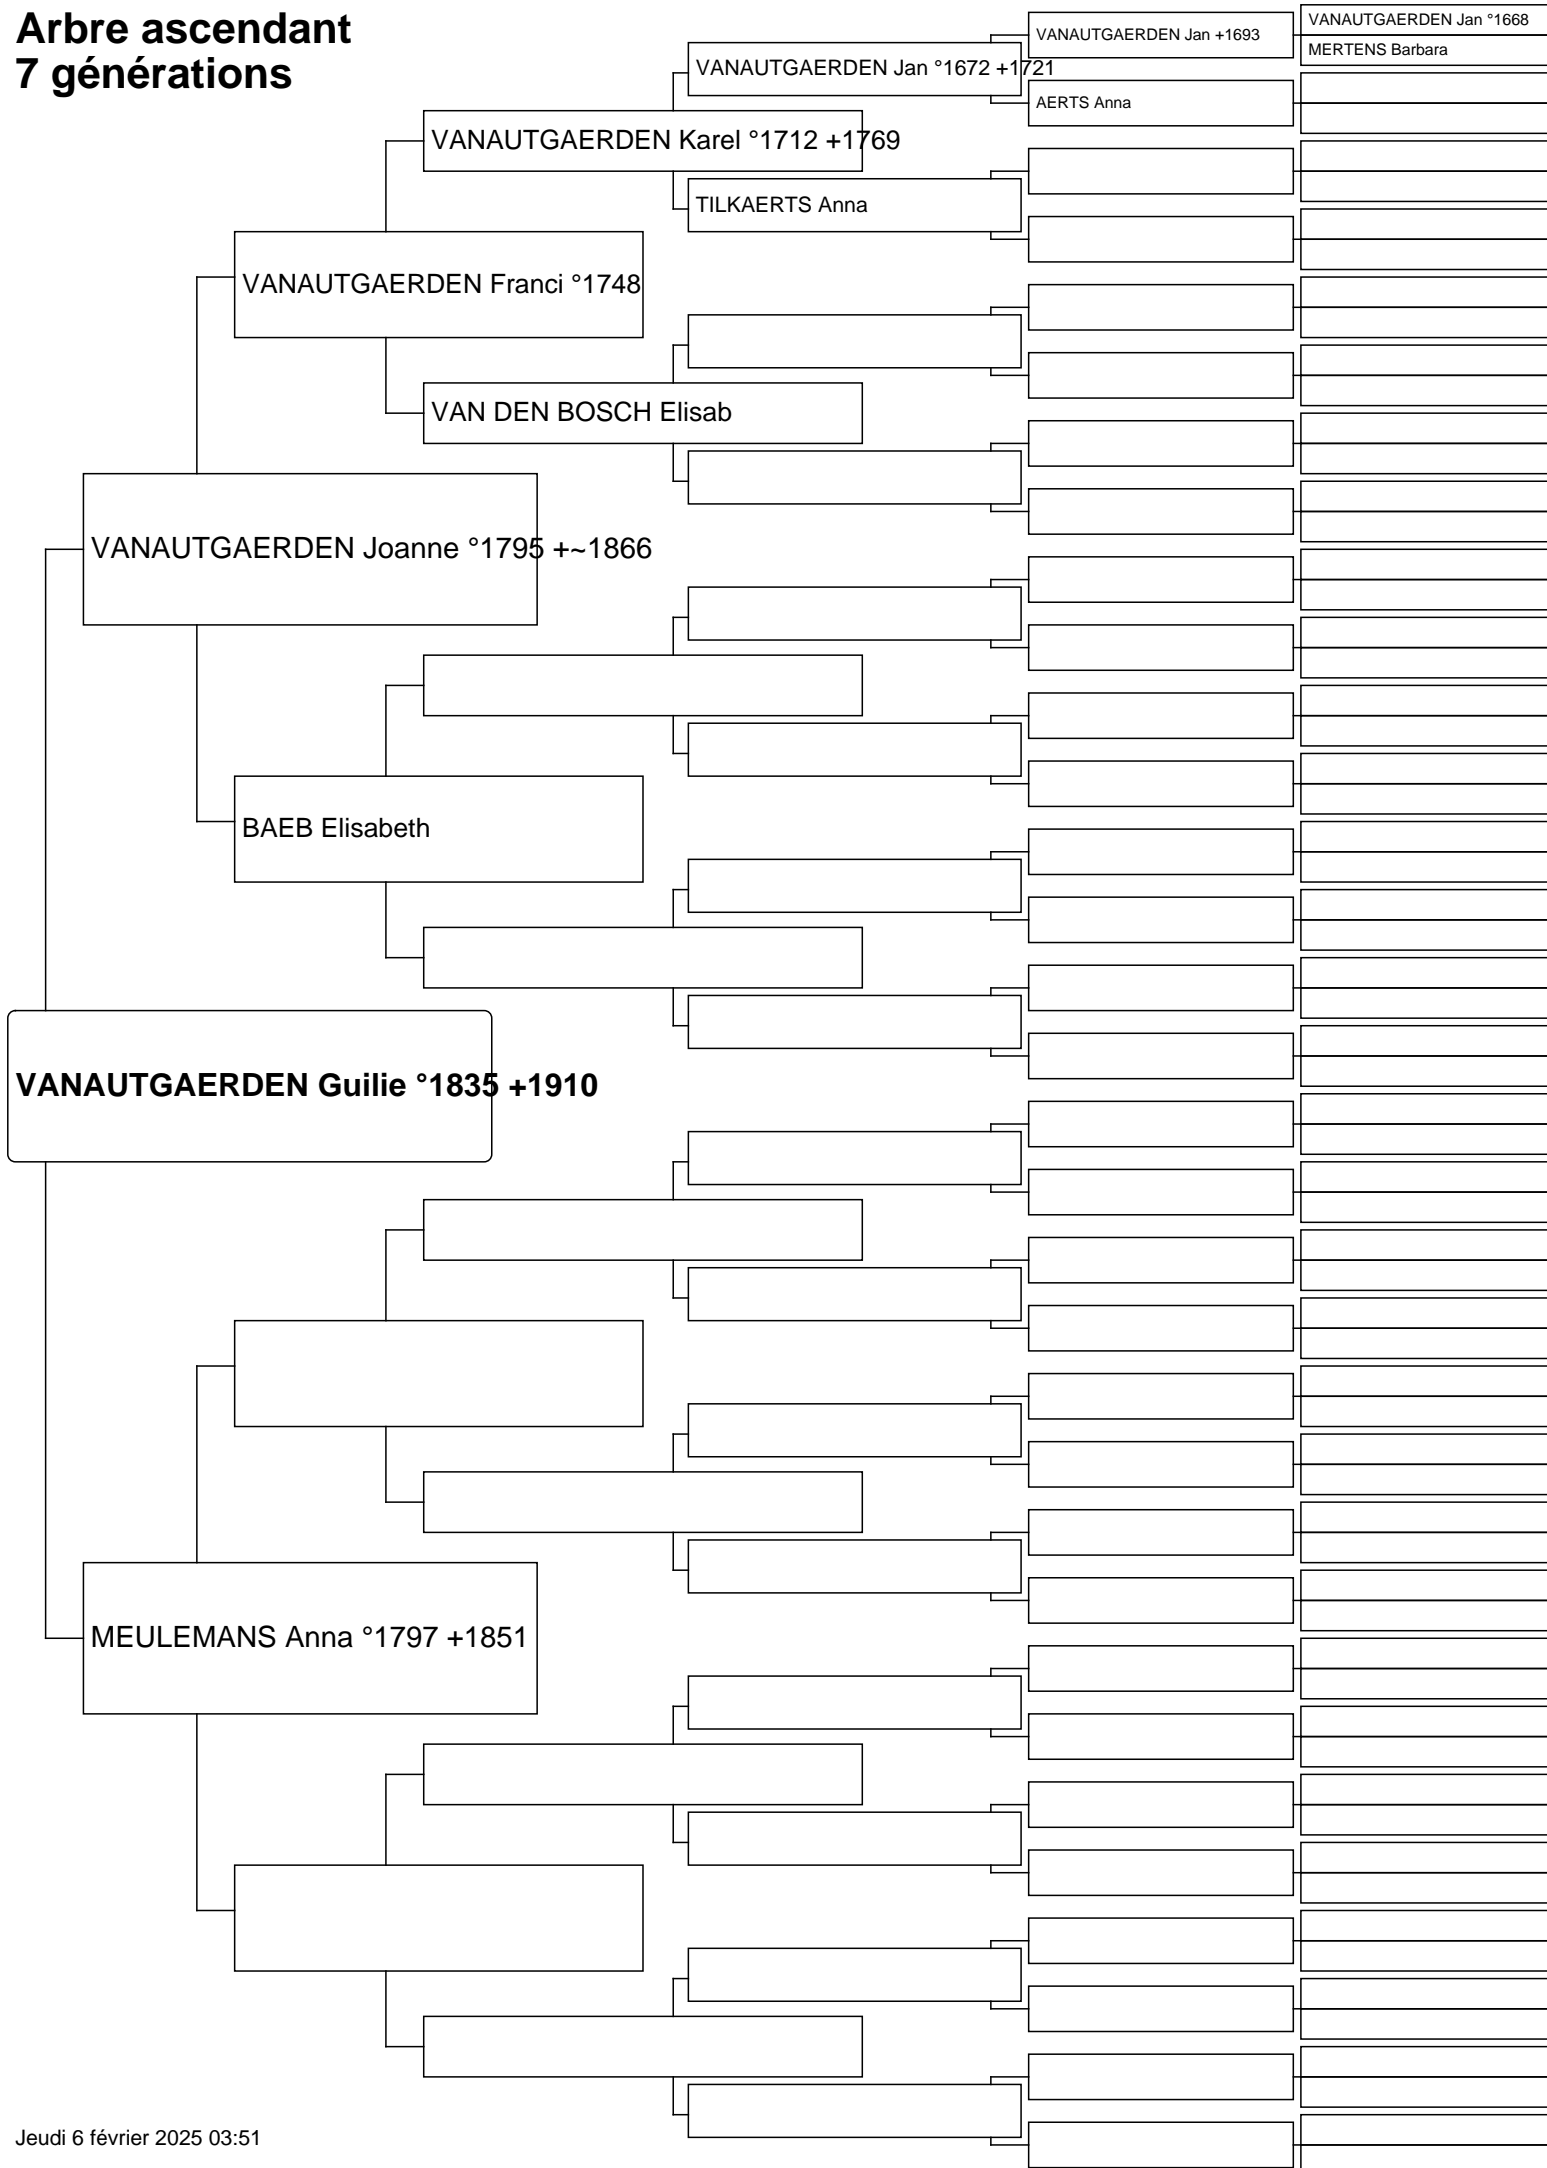 Arbre ascendant
7 générations
VANAUTGAERDEN Jan +1693
VANAUTGAERDEN Jan °1668
MERTENS Barbara
VANAUTGAERDEN Jan °1672 +1721
AERTS Anna
VANAUTGAERDEN Karel °1712 +1769
TILKAERTS Anna
VANAUTGAERDEN Franci °1748
VAN DEN BOSCH Elisab
VANAUTGAERDEN Joanne °1795 +~1866
BAEB Elisabeth
VANAUTGAERDEN Guilie °1835 +1910
MEULEMANS Anna °1797 +1851
Jeudi 6 février 2025 03:51